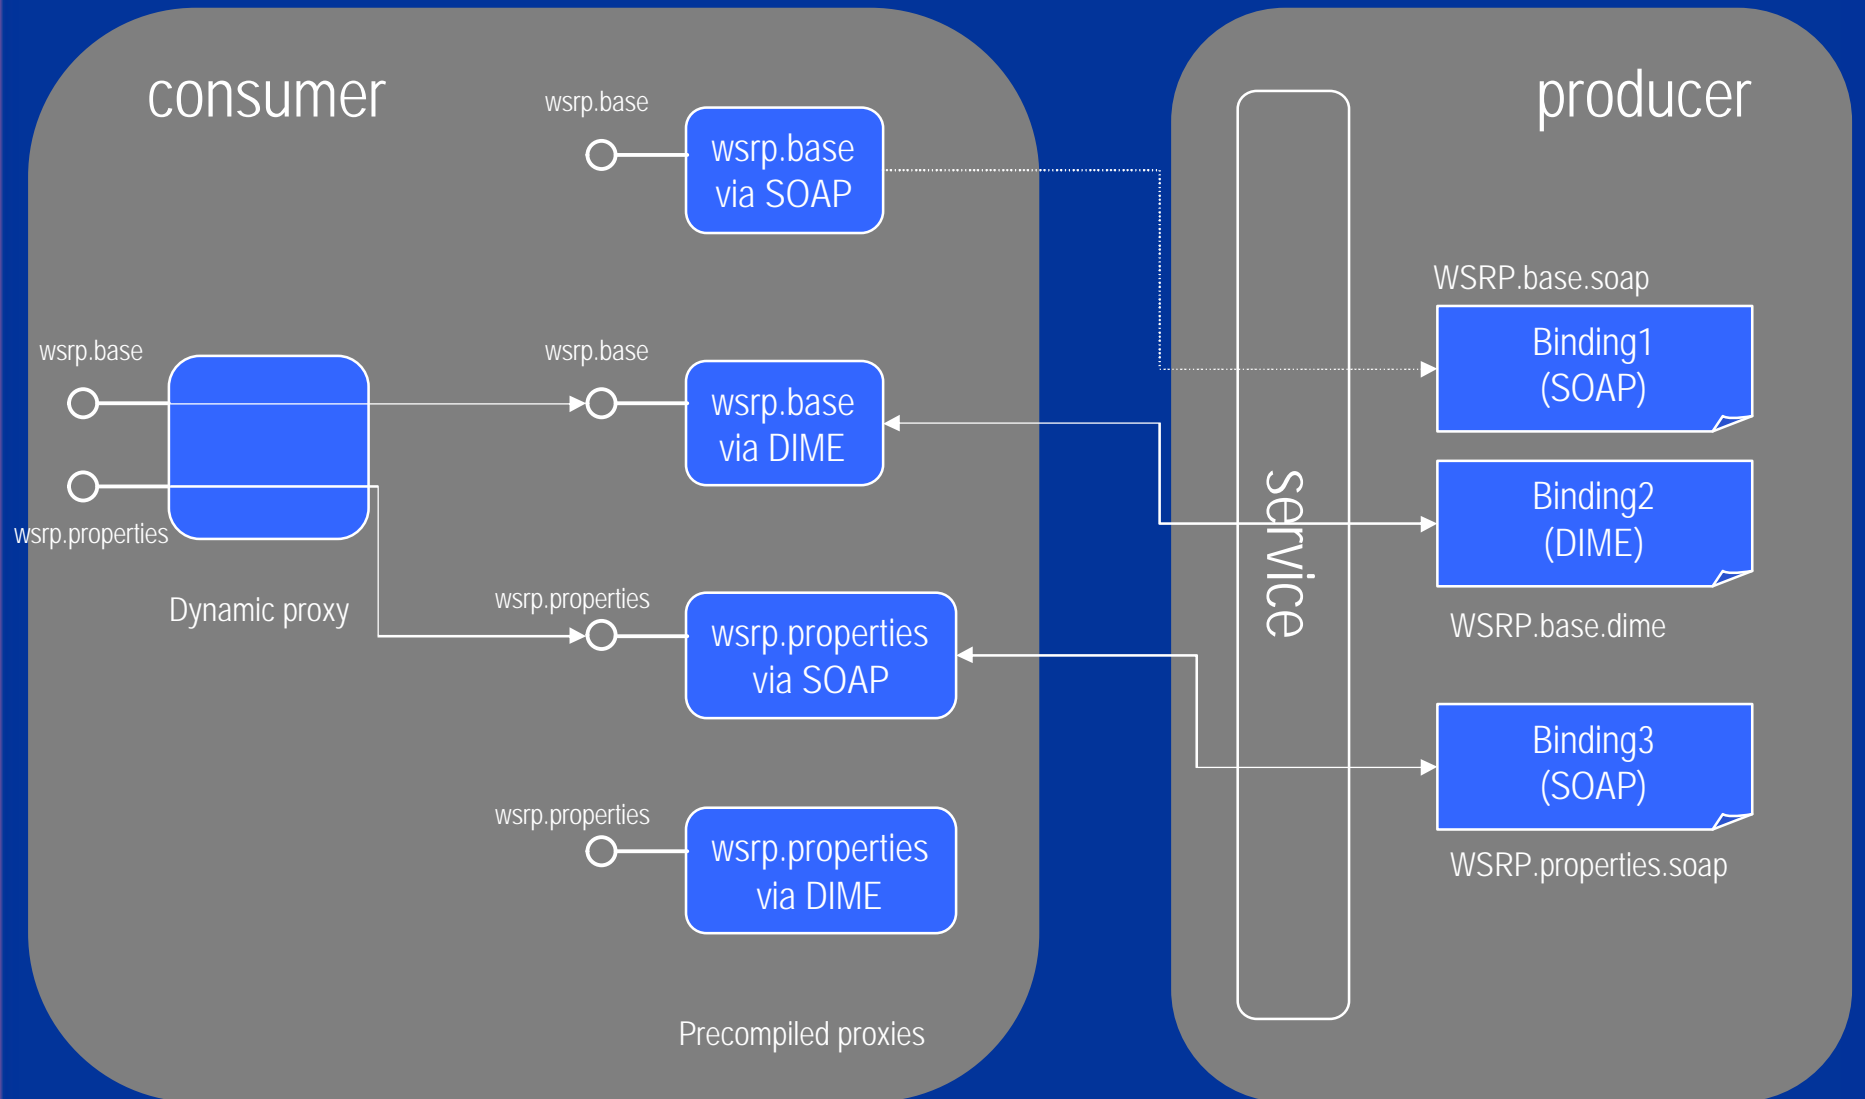 consumer
producer
wsrp.base
wsrp.base
via SOAP
WSRP.base.soap
Binding1
(SOAP)
wsrp.base
wsrp.base
wsrp.base
via DIME
service
Binding2
(DIME)
wsrp.properties
Dynamic proxy
wsrp.properties
wsrp.properties
via SOAP
WSRP.base.dime
Binding3
(SOAP)
wsrp.properties
wsrp.properties
via DIME
WSRP.properties.soap
Precompiled proxies